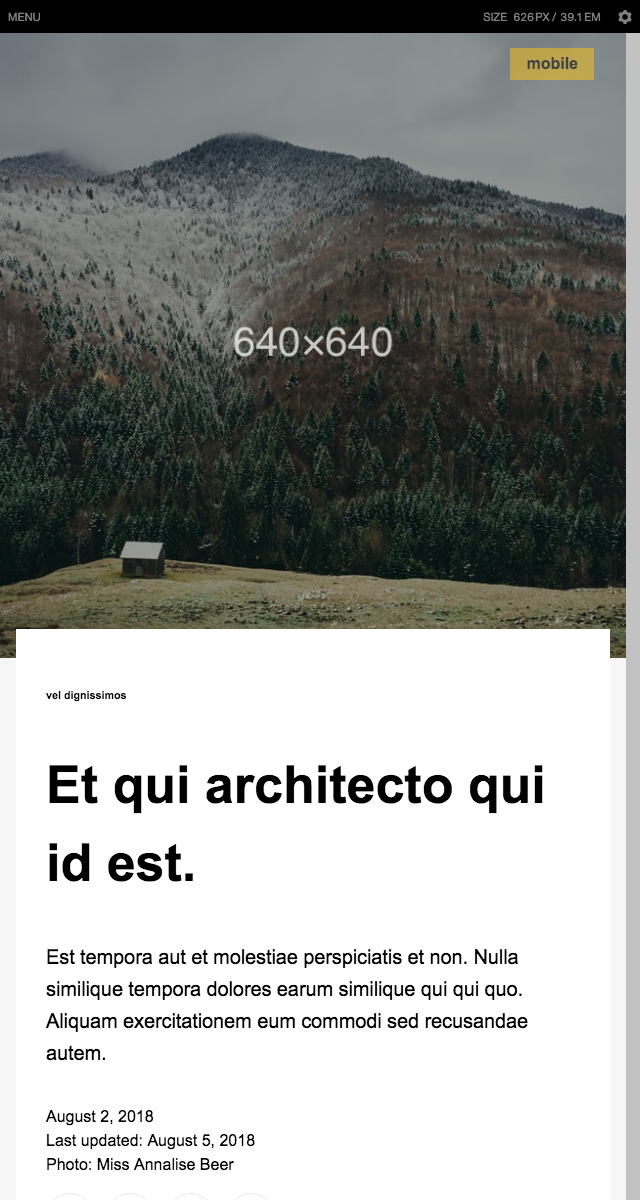 MENU
SIZE 626PX / 39.1EM
mobile
640×640
vel dignissimos
Et qui architecto qui
id est.
Est tempora aut et molestiae perspiciatis et non. Nulla
similique tempora dolores earum similique qui qui quo.
Aliquam exercitationem eum commodi sed recusandae
autem.
August 2, 2018
Last updated: August 5, 2018
Photo: Miss Annalise Beer